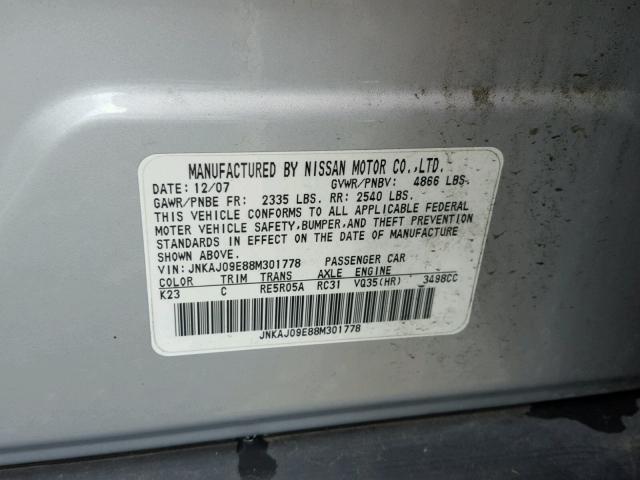 MANUFACTURED BY NISSAN MOTOR CO.,LTD.
DATE: 12/07 GVWR/PNBV: 4866 LBS.
GAWR/PNBE FR: 2335 LBS. RR: 2540 LBS.
THIS VEHICLE CONFORMS TO ALL APPLICABLE FEDERAL
MOTOR VEHICLE SAFETY,BUMPER,AND THEFT PREVENTION
STANDARDS IN EFFECT ON THE DATE OF MANUFACTURE
SHOWN ABOVE.
VIN: JNKAJ09E88M301778 PASSENGER CAR
COLOR TRIM TRANS AXLE ENGINE
K23 C RE5R05A RC31 VQ35(HR) 3498CC
JNKAJ09E88M301778